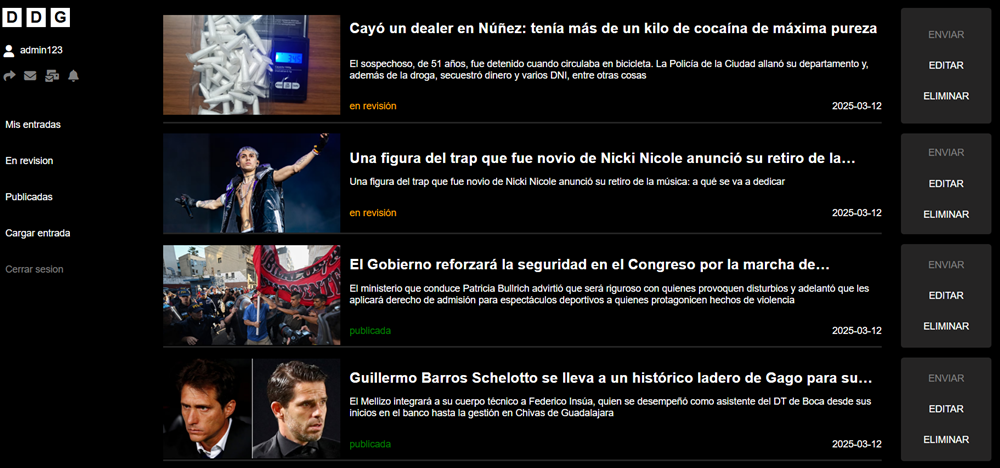 DDG
admin123
Mis entradas
En revision
Publicadas
Cargar entrada
Cerrar sesion
Cayó un dealer en Núñez: tenía más de un kilo de cocaína de máxima pureza
El sospechoso, de 51 años, fue detenido cuando circulaba en bicicleta. La Policía de la Ciudad allanó su departamento y,
además de la droga, secuestró dinero y varios DNI, entre otras cosas
en revisión
2025-03-12
ENVIAR
EDITAR
ELIMINAR
Una figura del trap que fue novio de Nicki Nicole anunció su retiro de la…
Una figura del trap que fue novio de Nicki Nicole anunció su retiro de la música: a qué se va a dedicar
en revisión
2025-03-12
ENVIAR
EDITAR
ELIMINAR
El Gobierno reforzará la seguridad en el Congreso por la marcha de…
El ministerio que conduce Patricia Bullrich advirtió que será riguroso con quienes provoquen disturbios y adelantó que les
aplicará derecho de admisión para espectáculos deportivos a quienes protagonicen hechos de violencia
publicada
2025-03-12
ENVIAR
EDITAR
ELIMINAR
Guillermo Barros Schelotto se lleva a un histórico ladero de Gago para su…
El Mellizo integrará a su cuerpo técnico a Federico Insúa, quien se desempeñó como asistente del DT de Boca desde sus
inicios en el banco hasta la gestión en Chivas de Guadalajara
publicada
2025-03-12
ENVIAR
EDITAR
ELIMINAR